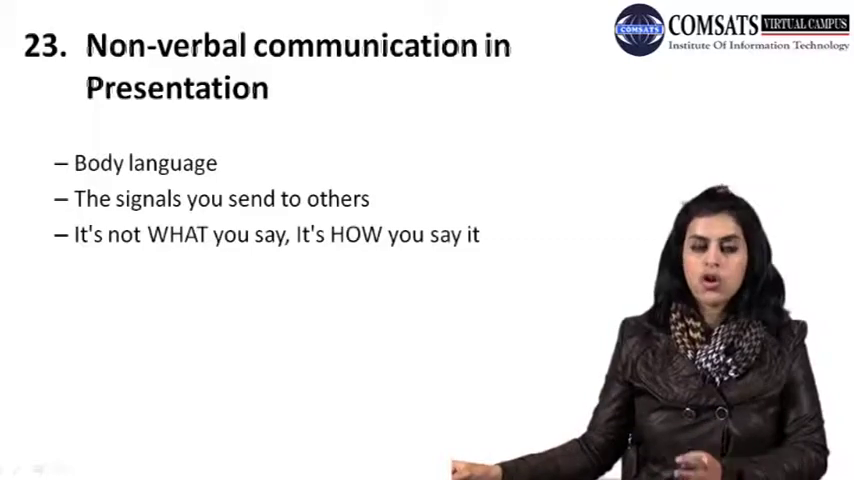 23. Non-verbal communication in
Presentation
COMSATS
COMSATS VIRTUAL CAMPUS
Institute Of Information Technology
– Body language
– The signals you send to others
– It's not WHAT you say, It's HOW you say it